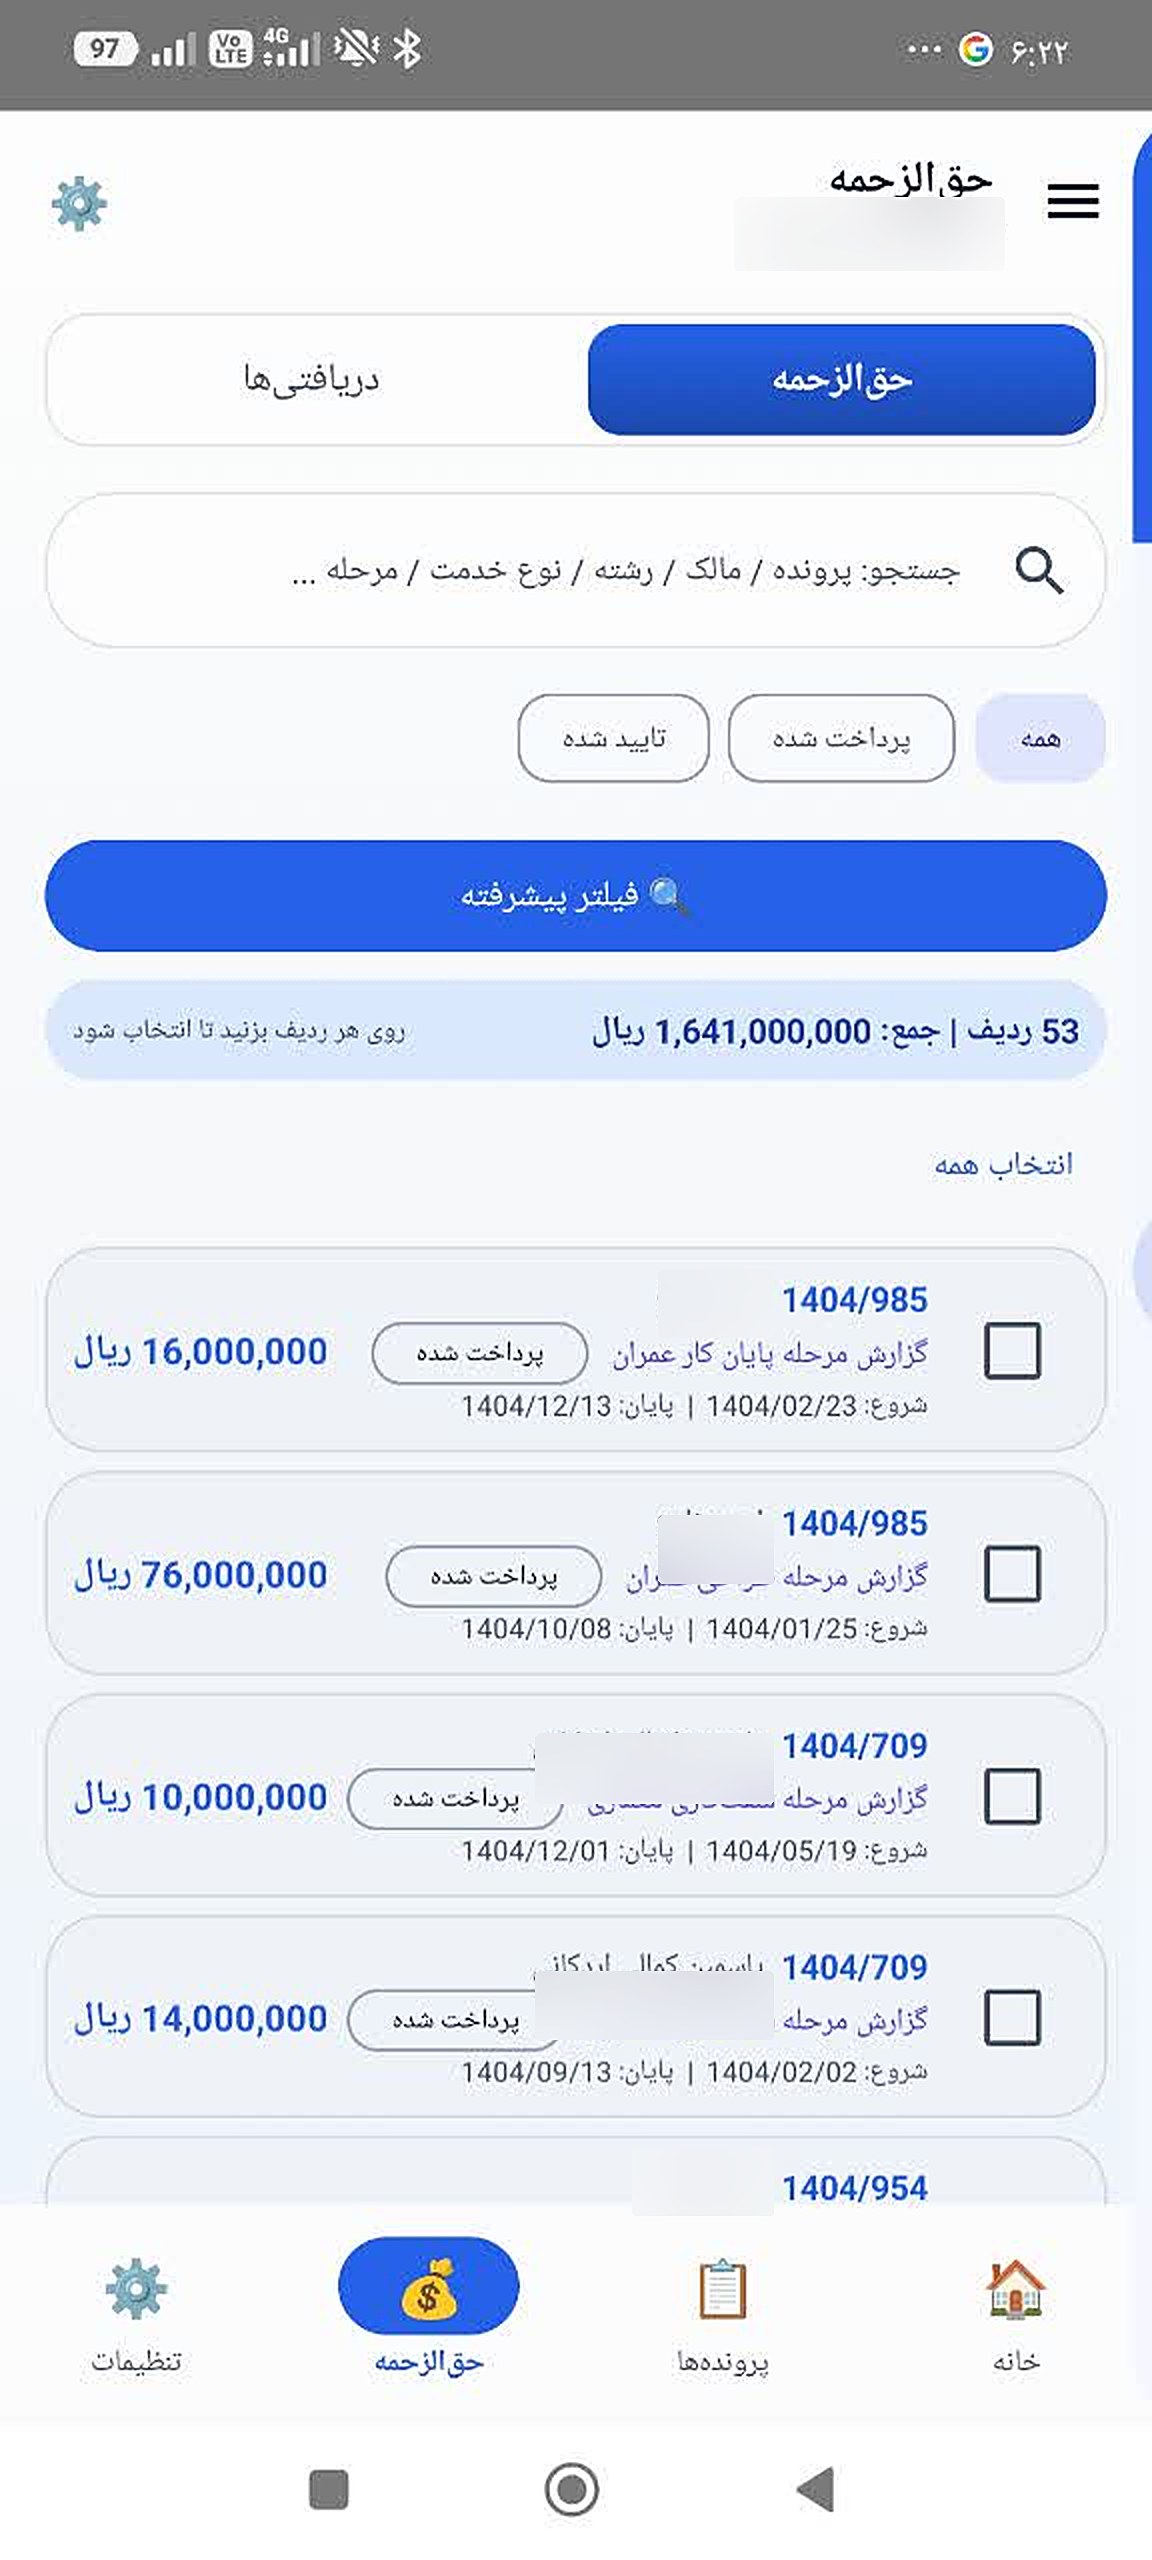 97 Vo LTE 4G ... ۶:۲۲
حق‌الزحمه
حق‌الزحمه
دریافتی‌ها
جستجو: پرونده / مالک / رشته / نوع خدمت / مرحله ...
همه
پرداخت شده
تایید شده
فیلتر پیشرفته
53 ردیف | جمع: 1,641,000,000 ریال
روی هر ردیف بزنید تا انتخاب شود
انتخاب همه
1404/985
گزارش مرحله پایان کار عمران
پرداخت شده
16,000,000 ریال
شروع: 1404/02/23 | پایان: 1404/12/13
1404/985
گزارش مرحله
پرداخت شده
76,000,000 ریال
شروع: 1404/01/25 | پایان: 1404/10/08
1404/709
گزارش مرحله
پرداخت شده
10,000,000 ریال
شروع: 1404/05/19 | پایان: 1404/12/01
1404/709
گزارش مرحله
پرداخت شده
14,000,000 ریال
شروع: 1404/02/02 | پایان: 1404/09/13
1404/954
خانه
پرونده‌ها
حق‌الزحمه
تنظیمات